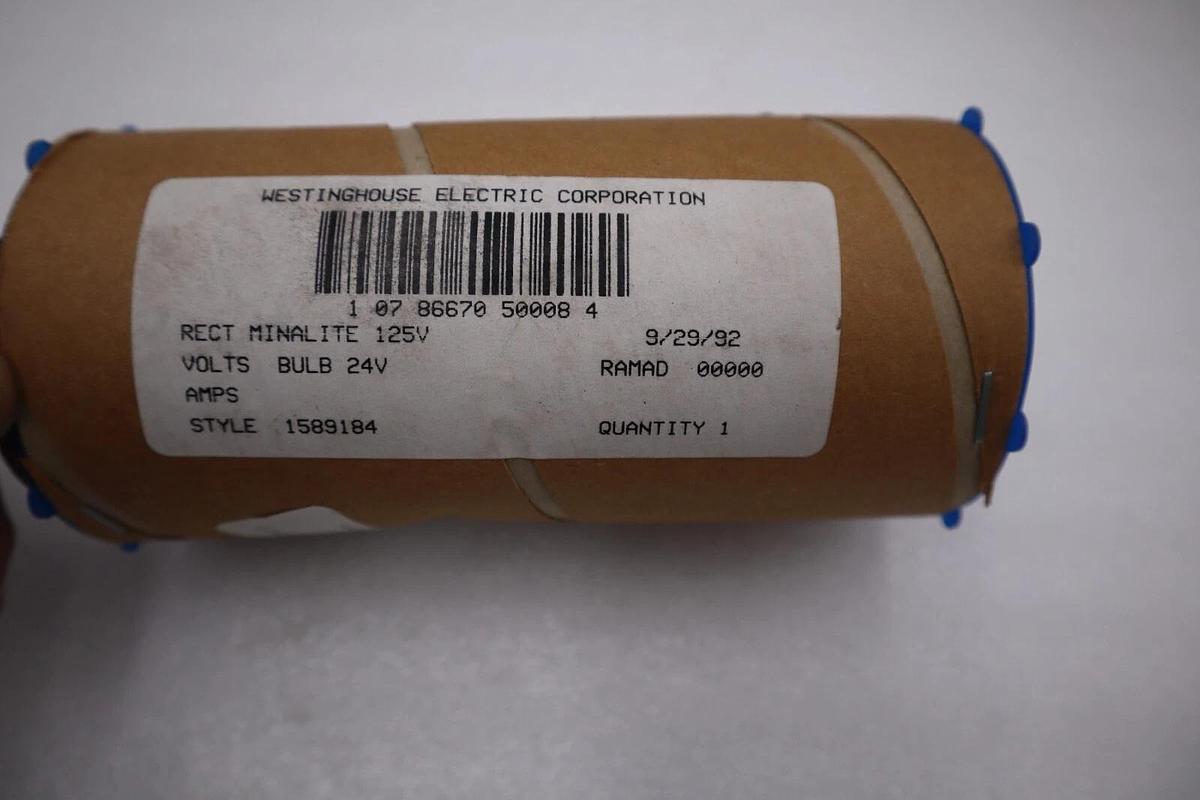 WESTINGHOUSE ELECTRIC CORPORATION
1 07 86670 50008 4
RECT MINALITE 125V 9/29/92
VOLTS BULB 24V RAMAD 00000
AMPS
STYLE 1589184 QUANTITY 1